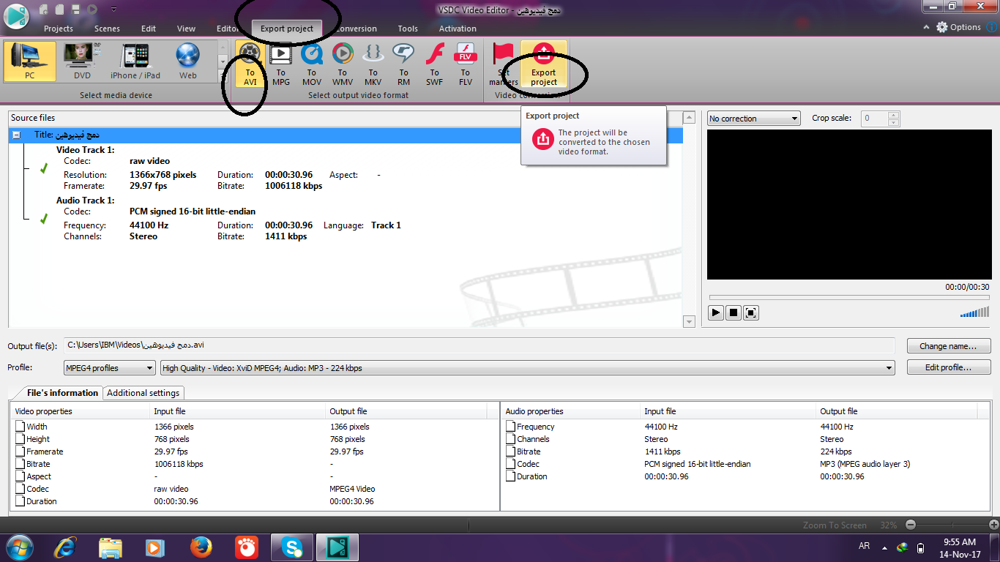 VSDC Video Editor - دمج فيديوهين
Projects Scenes Edit View Editor Export project Conversion Tools Activation Options
PC DVD iPhone / iPad Web
Select media device
To AVI To MPG To MOV To WMV To MKV To RM To SWF FLV To FLV
Select output video format
Set markers Export project
Video conversion
Source files
Title: دمج فيديوهين
Video Track 1:
Codec: raw video
Resolution: 1366x768 pixels Duration: 00:00:30.96 Aspect: -
Framerate: 29.97 fps Bitrate: 1006118 kbps
Audio Track 1:
Codec: PCM signed 16-bit little-endian
Frequency: 44100 Hz Duration: 00:00:30.96 Language: Track 1
Channels: Stereo Bitrate: 1411 kbps
Export project
The project will be
converted to the chosen
video format.
No correction Crop scale: 0
00:00/00:30
Output file(s): C:\Users\IBM\Videos\دمج فيديوهين.avi Change name...
Profile: MPEG4 profiles High Quality - Video: XviD MPEG4; Audio: MP3 - 224 kbps Edit profile...
File's information Additional settings
Video properties Input file Output file
Width 1366 pixels 1366 pixels
Height 768 pixels 768 pixels
Framerate 29.97 fps 29.97 fps
Bitrate 1006118 kbps -
Aspect - -
Codec raw video MPEG4 Video
Duration 00:00:30.96 00:00:30.96
Audio properties Input file Output file
Frequency 44100 Hz 44100 Hz
Channels Stereo Stereo
Bitrate 1411 kbps 224 kbps
Codec PCM signed 16-bit little-endian MP3 (MPEG audio layer 3)
Duration 00:00:30.96 00:00:30.96
Zoom To Screen 32%
AR 9:55 AM
14-Nov-17